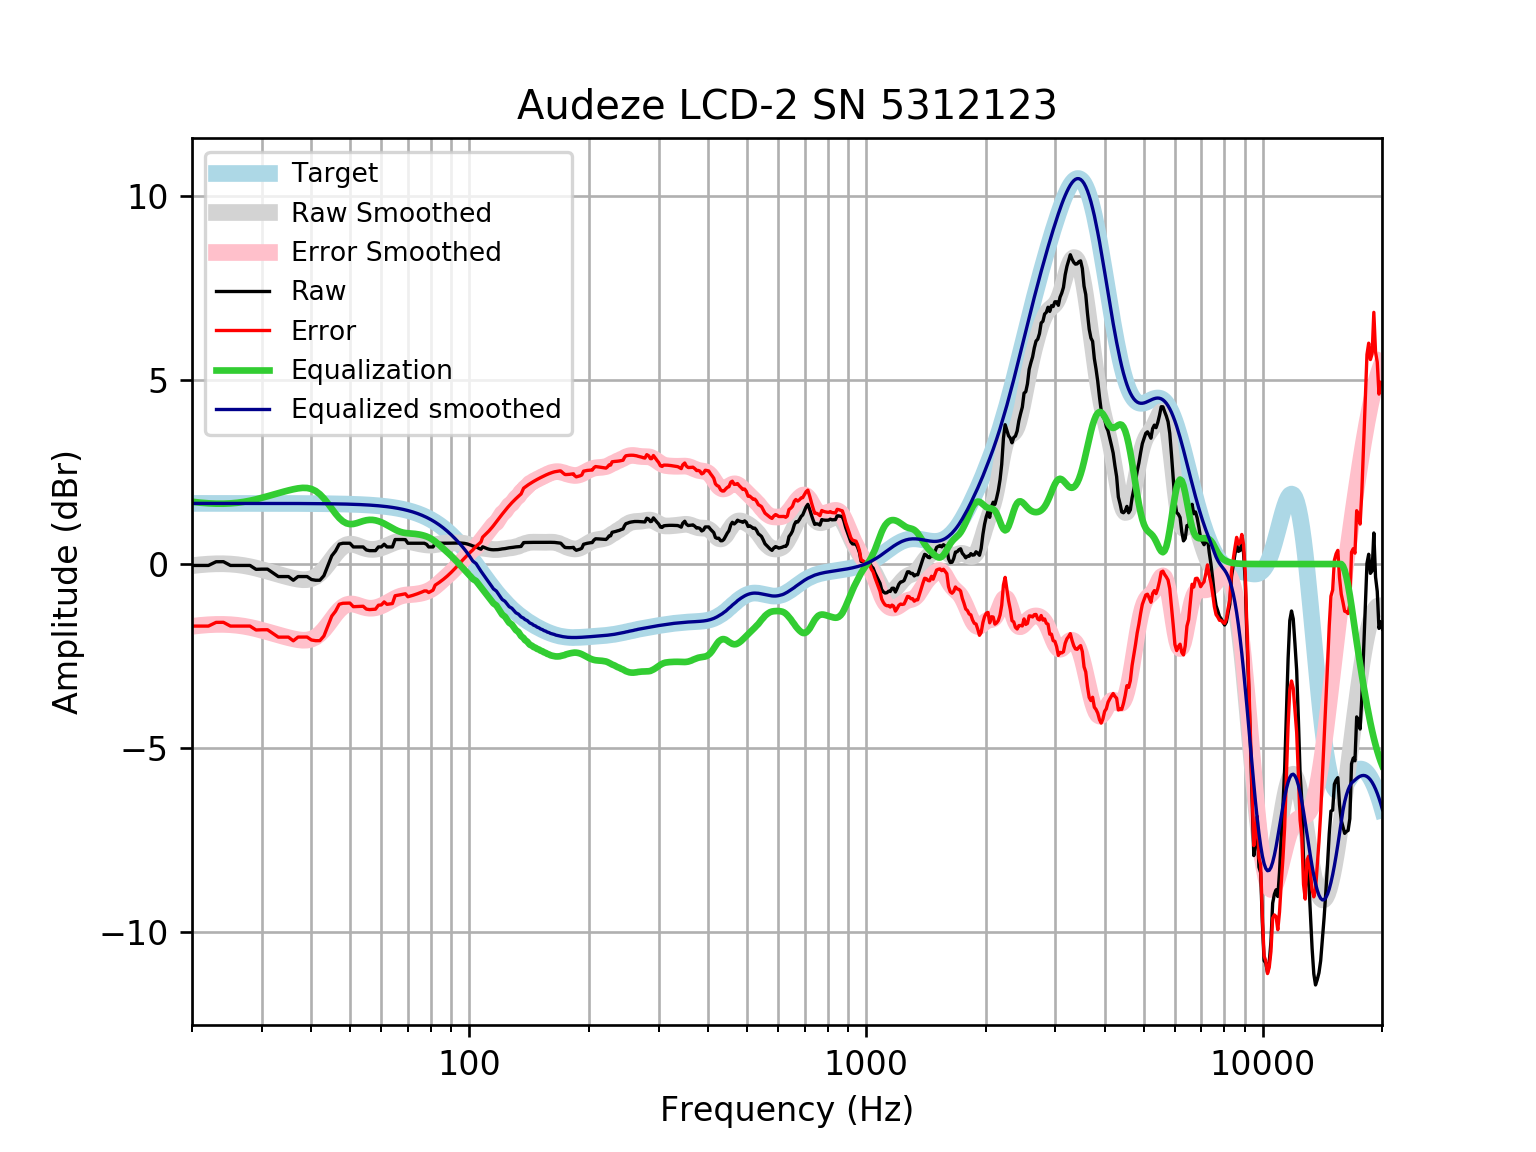 Audeze LCD-2 SN 5312123
Target
Raw Smoothed
Error Smoothed
Raw
Error
Equalization
Equalized smoothed
10
5
0
−5
−10
Amplitude (dBr)
100
1000
10000
Frequency (Hz)